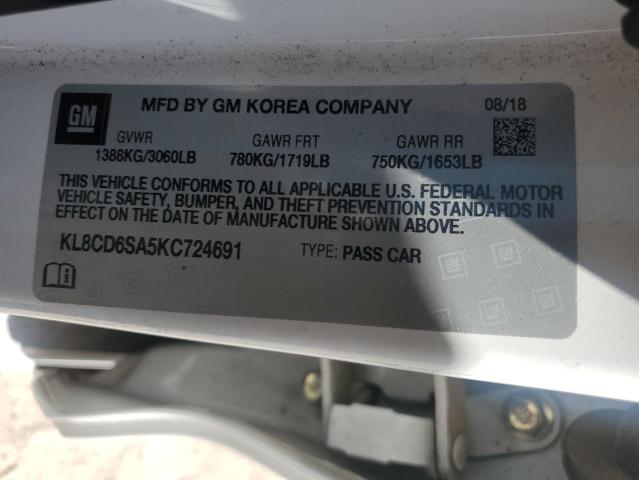 GM
MFD BY GM KOREA COMPANY 08/18
GVWR GAWR FRT GAWR RR
1388KG/3060LB 780KG/1719LB 750KG/1653LB
THIS VEHICLE CONFORMS TO ALL APPLICABLE U.S. FEDERAL MOTOR
VEHICLE SAFETY, BUMPER, AND THEFT PREVENTION STANDARDS IN
EFFECT ON THE DATE OF MANUFACTURE SHOWN ABOVE.
KL8CD6SA5KC724691 TYPE: PASS CAR